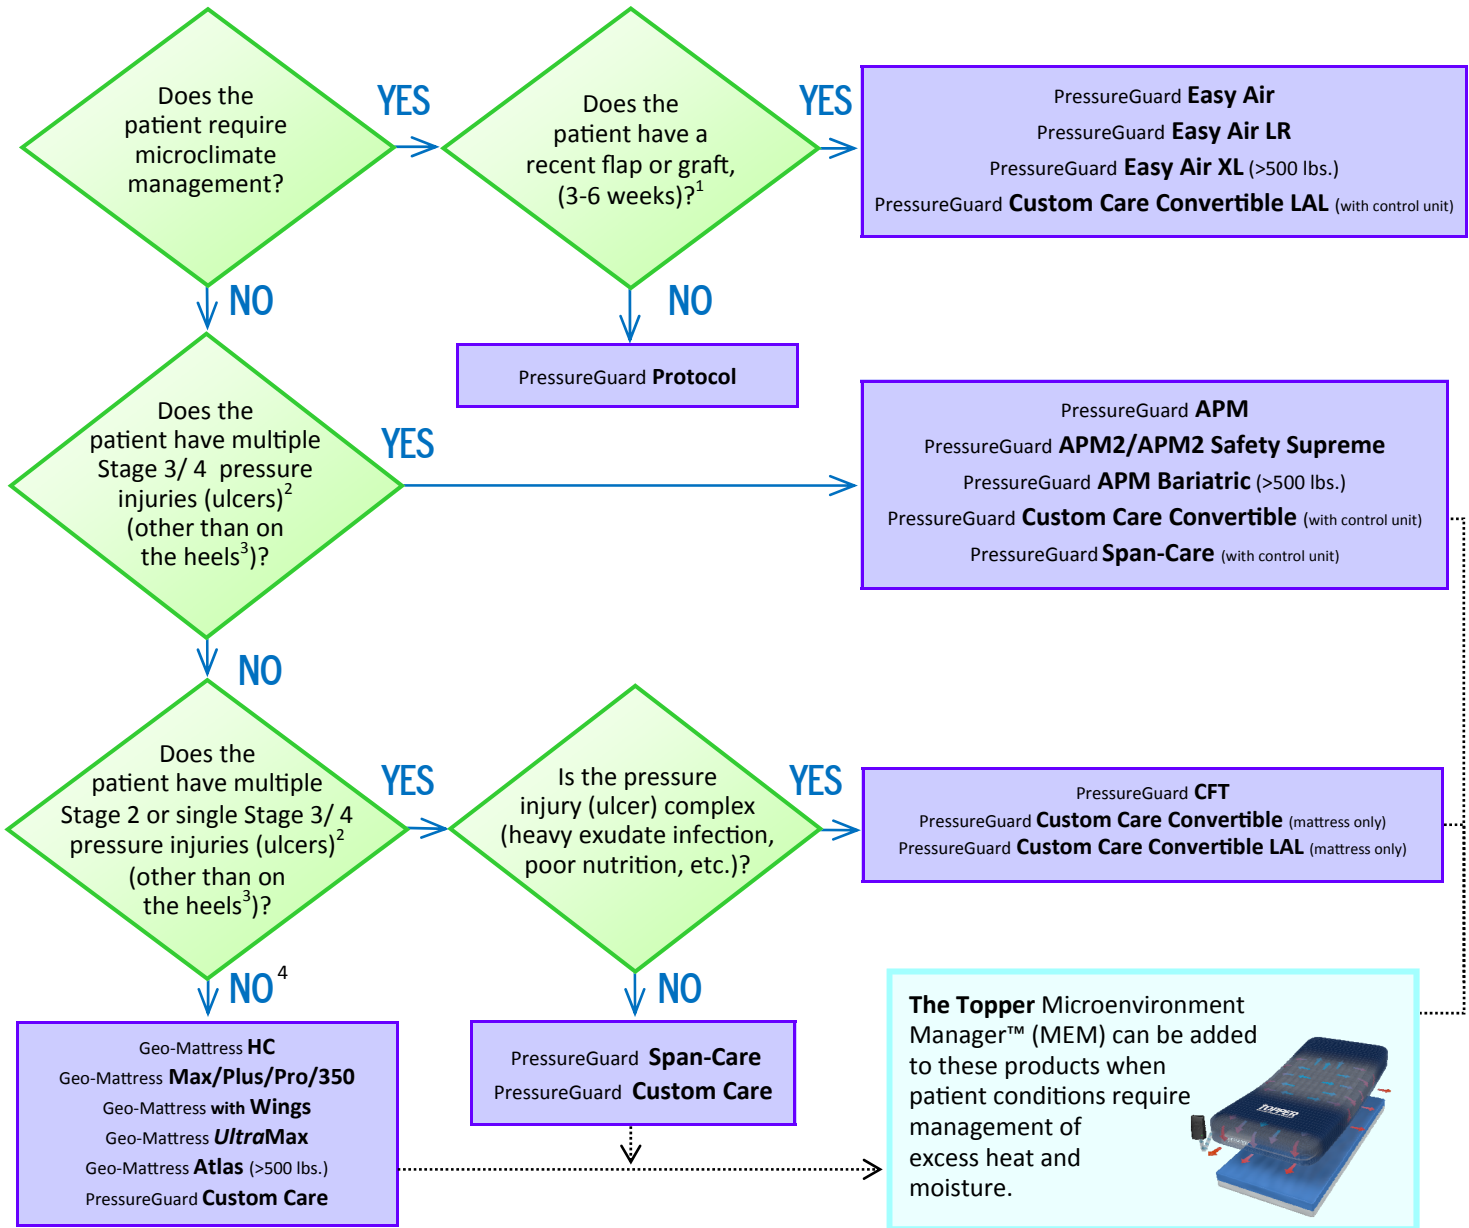 Does the
patient require
microclimate
management?
YES
Does the
patient have a
recent flap or graft,
(3-6 weeks)?1
YES
PressureGuard Easy Air
PressureGuard Easy Air LR
PressureGuard Easy Air XL (>500 lbs.)
PressureGuard Custom Care Convertible LAL (with control unit)
NO
NO
PressureGuard Protocol
Does the
patient have multiple
Stage 3/ 4 pressure
injuries (ulcers)2
(other than on
the heels3)?
YES
PressureGuard APM
PressureGuard APM2/APM2 Safety Supreme
PressureGuard APM Bariatric (>500 lbs.)
PressureGuard Custom Care Convertible (with control unit)
PressureGuard Span-Care (with control unit)
NO
Does the
patient have multiple
Stage 2 or single Stage 3/ 4
pressure injuries (ulcers)2
(other than on
the heels3)?
YES
Is the pressure
injury (ulcer) complex
(heavy exudate infection,
poor nutrition, etc.)?
YES
PressureGuard CFT
PressureGuard Custom Care Convertible (mattress only)
PressureGuard Custom Care Convertible LAL (mattress only)
NO4
NO
Geo-Mattress HC
Geo-Mattress Max/Plus/Pro/350
Geo-Mattress with Wings
Geo-Mattress UltraMax
Geo-Mattress Atlas (>500 lbs.)
PressureGuard Custom Care
PressureGuard Span-Care
PressureGuard Custom Care
The Topper Microenvironment
Manager™ (MEM) can be added
to these products when
patient conditions require
management of
excess heat and
moisture.
TOPPER